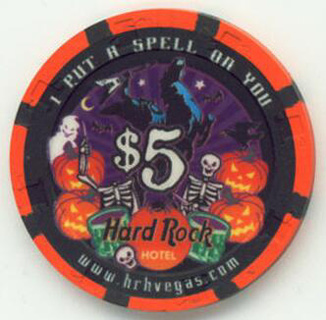 I PUT A SPELL ON YOU
$5
Hard Rock
HOTEL
www.hrhvegas.com